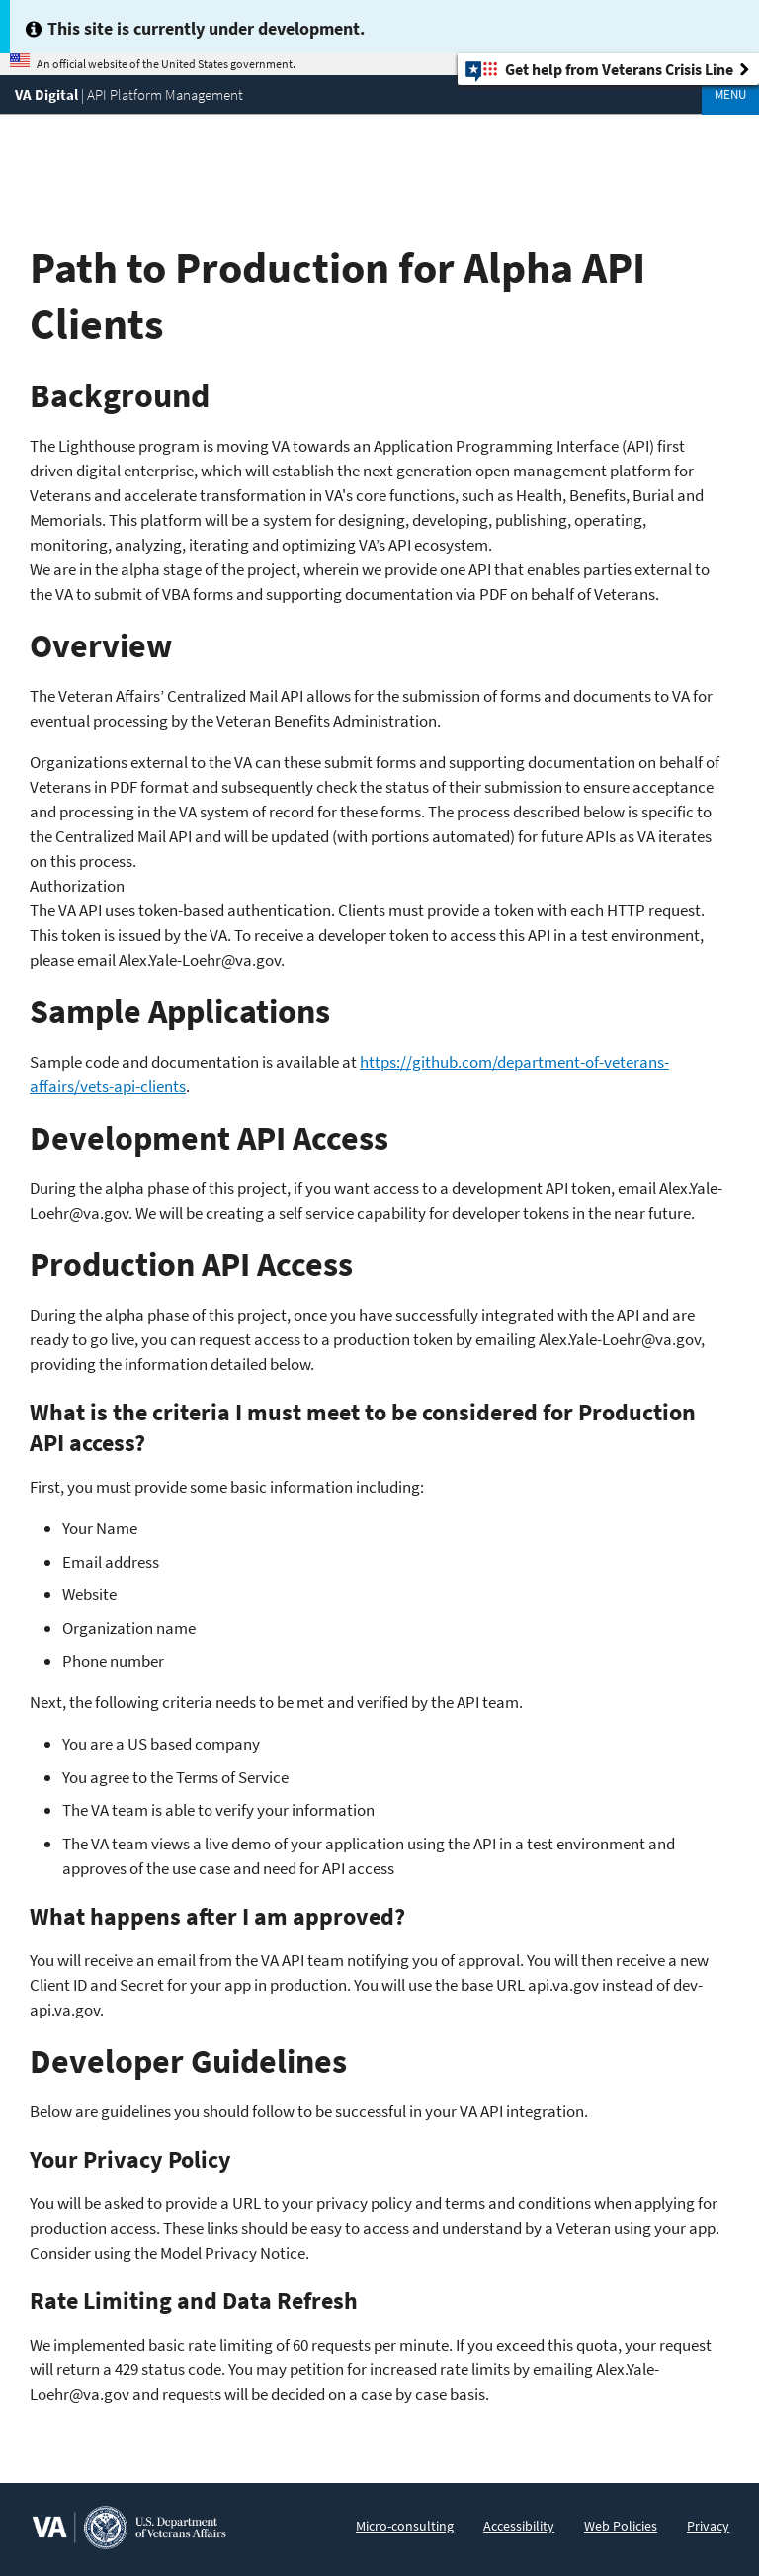 This site is currently under development.
An official website of the United States government.
Get help from Veterans Crisis Line
VA Digital | API Platform Management
MENU
Path to Production for Alpha API
Clients
Background
The Lighthouse program is moving VA towards an Application Programming Interface (API) first
driven digital enterprise, which will establish the next generation open management platform for
Veterans and accelerate transformation in VA's core functions, such as Health, Benefits, Burial and
Memorials. This platform will be a system for designing, developing, publishing, operating,
monitoring, analyzing, iterating and optimizing VA’s API ecosystem.
We are in the alpha stage of the project, wherein we provide one API that enables parties external to
the VA to submit of VBA forms and supporting documentation via PDF on behalf of Veterans.
Overview
The Veteran Affairs’ Centralized Mail API allows for the submission of forms and documents to VA for
eventual processing by the Veteran Benefits Administration.
Organizations external to the VA can these submit forms and supporting documentation on behalf of
Veterans in PDF format and subsequently check the status of their submission to ensure acceptance
and processing in the VA system of record for these forms. The process described below is specific to
the Centralized Mail API and will be updated (with portions automated) for future APIs as VA iterates
on this process.
Authorization
The VA API uses token-based authentication. Clients must provide a token with each HTTP request.
This token is issued by the VA. To receive a developer token to access this API in a test environment,
please email Alex.Yale-Loehr@va.gov.
Sample Applications
Sample code and documentation is available at https://github.com/department-of-veterans-
affairs/vets-api-clients.
Development API Access
During the alpha phase of this project, if you want access to a development API token, email Alex.Yale-
Loehr@va.gov. We will be creating a self service capability for developer tokens in the near future.
Production API Access
During the alpha phase of this project, once you have successfully integrated with the API and are
ready to go live, you can request access to a production token by emailing Alex.Yale-Loehr@va.gov,
providing the information detailed below.
What is the criteria I must meet to be considered for Production
API access?
First, you must provide some basic information including:
Your Name
Email address
Website
Organization name
Phone number
Next, the following criteria needs to be met and verified by the API team.
You are a US based company
You agree to the Terms of Service
The VA team is able to verify your information
The VA team views a live demo of your application using the API in a test environment and
approves of the use case and need for API access
What happens after I am approved?
You will receive an email from the VA API team notifying you of approval. You will then receive a new
Client ID and Secret for your app in production. You will use the base URL api.va.gov instead of dev-
api.va.gov.
Developer Guidelines
Below are guidelines you should follow to be successful in your VA API integration.
Your Privacy Policy
You will be asked to provide a URL to your privacy policy and terms and conditions when applying for
production access. These links should be easy to access and understand by a Veteran using your app.
Consider using the Model Privacy Notice.
Rate Limiting and Data Refresh
We implemented basic rate limiting of 60 requests per minute. If you exceed this quota, your request
will return a 429 status code. You may petition for increased rate limits by emailing Alex.Yale-
Loehr@va.gov and requests will be decided on a case by case basis.
VA
U.S. Department
of Veterans Affairs
Micro-consulting
Accessibility
Web Policies
Privacy